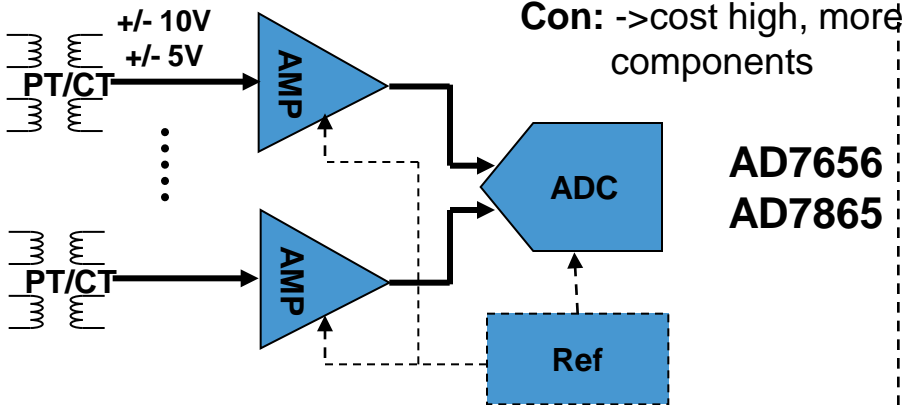 +/- 10V
+/- 5V
Con: ->cost high, more
components
PT/CT
AMP
ADC
AD7656
AD7865
PT/CT
AMP
Ref